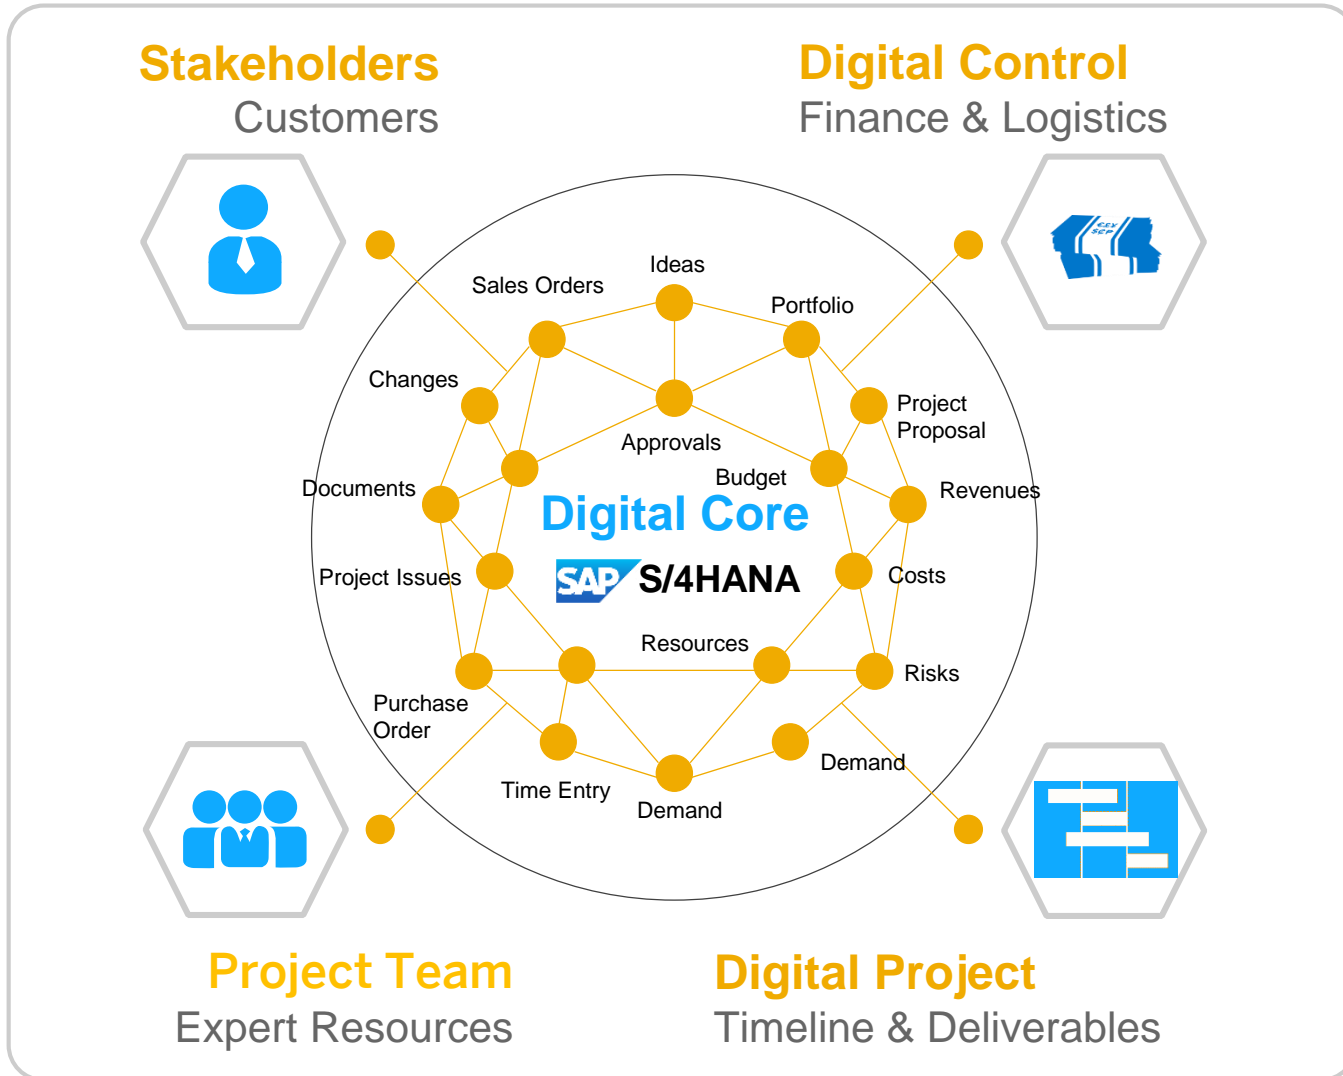 Stakeholders
Customers
Digital Control
Finance & Logistics
Ideas
Sales Orders
Portfolio
Changes
Project
Proposal
Approvals
Budget
Documents
Revenues
Digital Core
SAP S/4HANA
Project Issues
Costs
Resources
Risks
Purchase
Order
Demand
Time Entry
Demand
Project Team
Expert Resources
Digital Project
Timeline & Deliverables